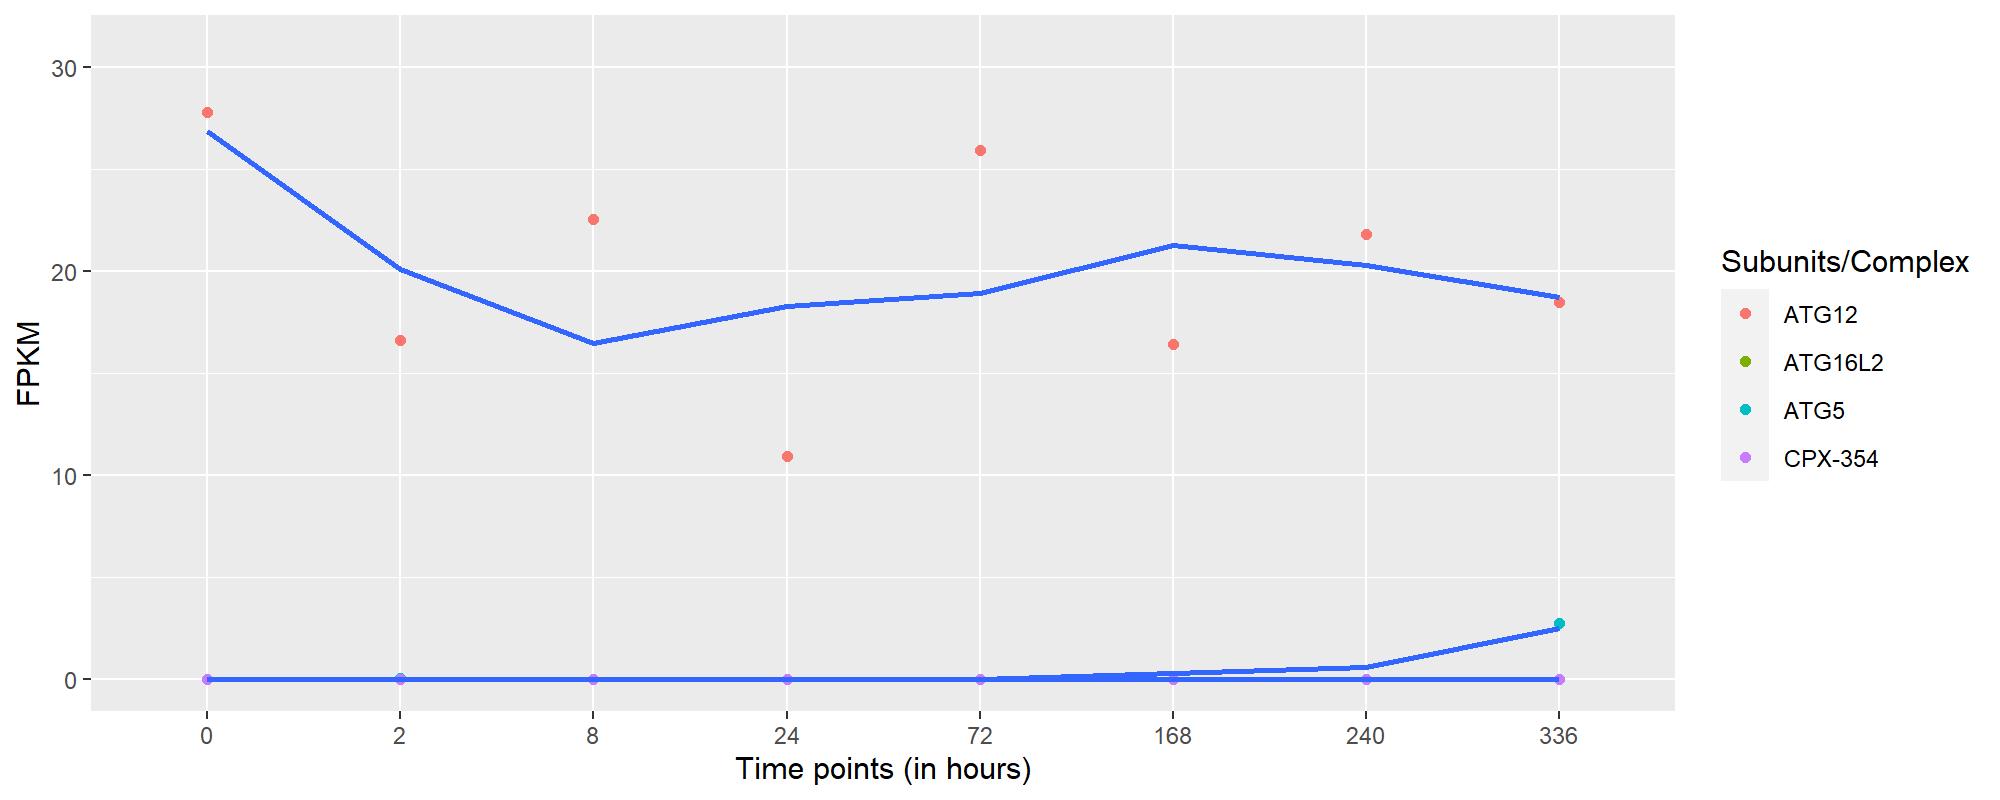 30
20
10
0
FPKM
0 2 8 24 72 168 240 336
Time points (in hours)
Subunits/Complex
ATG12
ATG16L2
ATG5
CPX-354